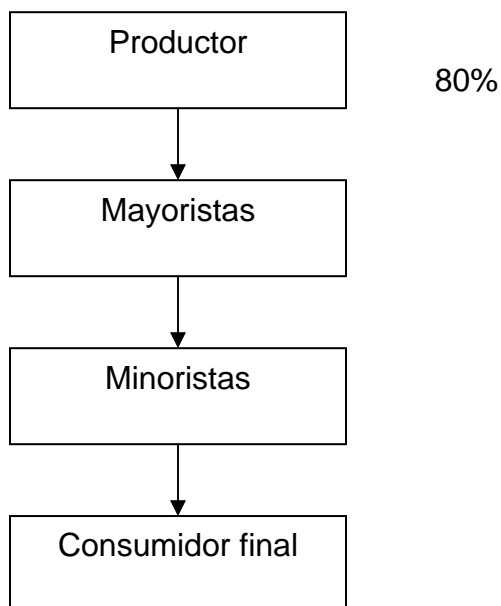 Productor
80%
Mayoristas
Minoristas
Consumidor final